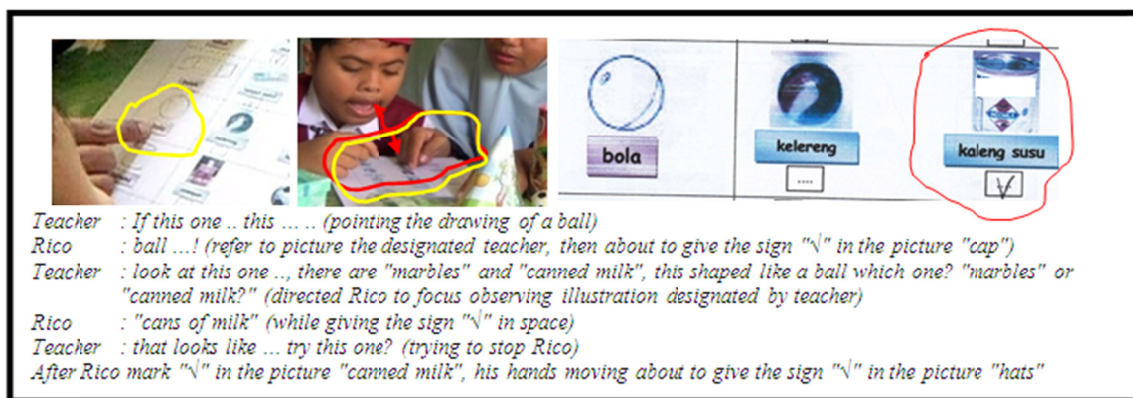 bola
kelereng
....
kaleng susu
√
Teacher : If this one .. this ... .. (pointing the drawing of a ball)
Rico : ball ...! (refer to picture the designated teacher, then about to give the sign "√" in the picture "cap")
Teacher : look at this one .., there are "marbles" and "canned milk", this shaped like a ball which one? "marbles" or
"canned milk?" (directed Rico to focus observing illustration designated by teacher)
Rico : "cans of milk" (while giving the sign "√" in space)
Teacher : that looks like ... try this one? (trying to stop Rico)
After Rico mark "√" in the picture "canned milk", his hands moving about to give the sign "√" in the picture "hats"